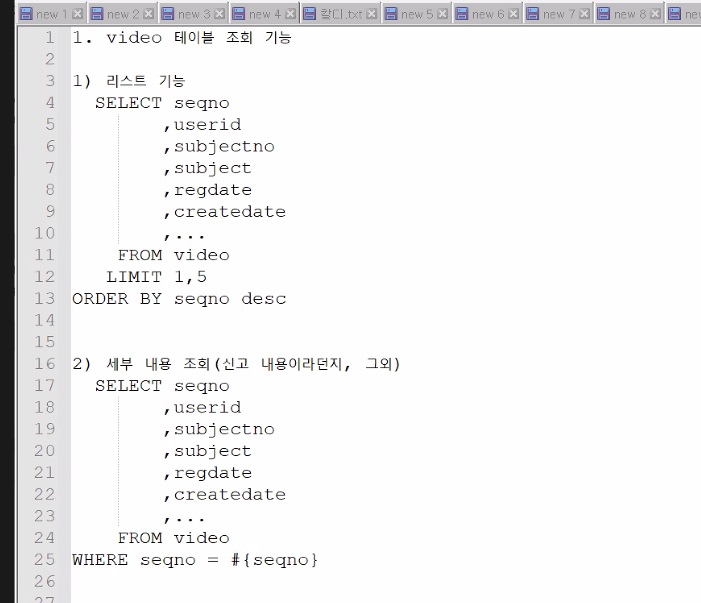 new 1 new 2 new 3 new 4 칼디.txt new 5 new 6 new 7 new 8 new
1 1. video 테이블 조회 기능
2
3 1) 리스트 기능
4 SELECT seqno
5 ,userid
6 ,subjectno
7 ,subject
8 ,regdate
9 ,createdate
10 ,...
11 FROM video
12 LIMIT 1,5
13 ORDER BY seqno desc
14
15
16 2) 세부 내용 조회(신고 내용이라던지, 그외)
17 SELECT seqno
18 ,userid
19 ,subjectno
20 ,subject
21 ,regdate
22 ,createdate
23 ,...
24 FROM video
25 WHERE seqno = #{seqno}
26
27